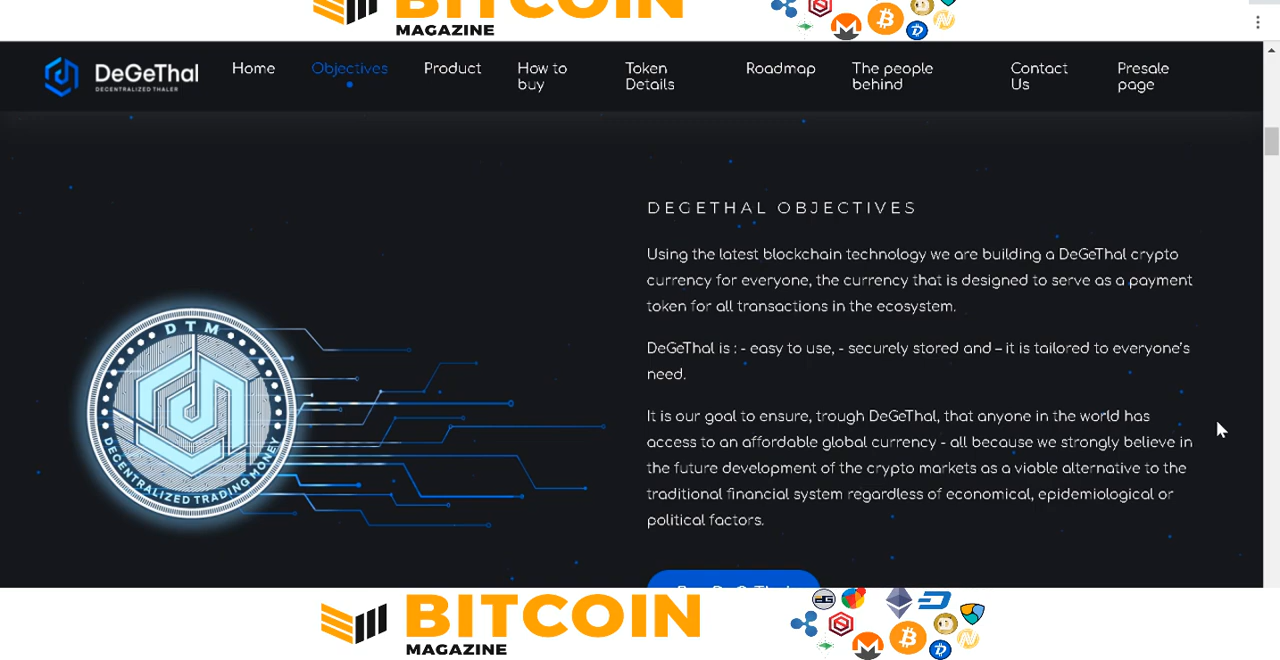 BITCOIN
MAGAZINE
DeGeThal
DECENTRALIZED THALER
Home
Objectives
Product
How to
buy
Token
Details
Roadmap
The people
behind
Contact
Us
Presale
page
DEGETHAL OBJECTIVES
Using the latest blockchain technology we are building a DeGeThal crypto
currency for everyone, the currency that is designed to serve as a payment
token for all transactions in the ecosystem.
DeGeThal is : - easy to use, - securely stored and – it is tailored to everyone's
need.
It is our goal to ensure, trough DeGeThal, that anyone in the world has
access to an affordable global currency - all because we strongly believe in
the future development of the crypto markets as a viable alternative to the
traditional financial system regardless of economical, epidemiological or
political factors.
DTM
DECENTRALIZED TRADING MONEY
BITCOIN
MAGAZINE